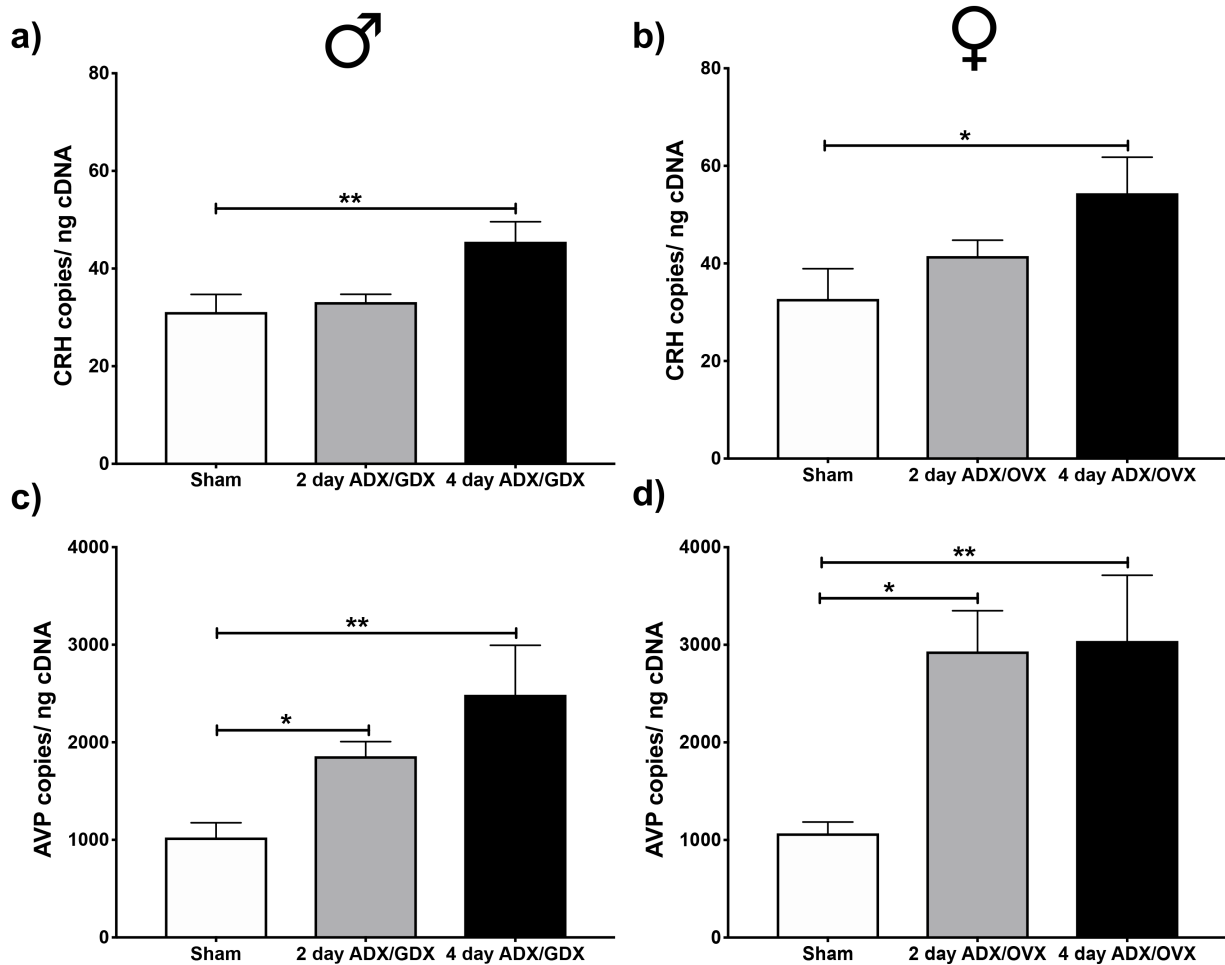 a)
♂
80
60
40
20
0
CRH copies/ ng cDNA
**
Sham 2 day ADX/GDX 4 day ADX/GDX
b)
♀
80
60
40
20
0
CRH copies/ ng cDNA
*
Sham 2 day ADX/OVX 4 day ADX/OVX
c)
4000
3000
2000
1000
0
AVP copies/ ng cDNA
**
*
Sham 2 day ADX/GDX 4 day ADX/GDX
d)
4000
3000
2000
1000
0
AVP copies/ ng cDNA
**
*
Sham 2 day ADX/OVX 4 day ADX/OVX